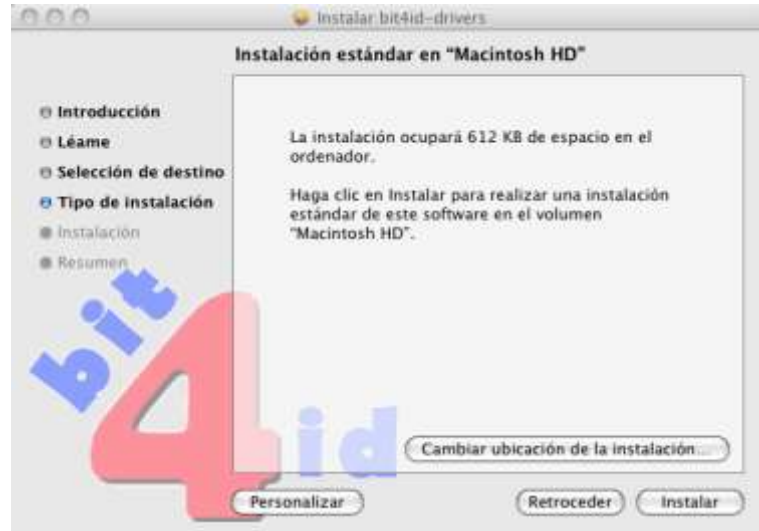 Instalar bit4id-drivers
Instalación estándar en “Macintosh HD”
Introducción
Léame
Selección de destino
Tipo de instalación
Instalación
Resumen
La instalación ocupará 612 KB de espacio en el
ordenador.
Haga clic en Instalar para realizar una instalación
estándar de este software en el volumen
“Macintosh HD”.
bit
4
id
Cambiar ubicación de la instalación...
Personalizar
Retroceder
Instalar